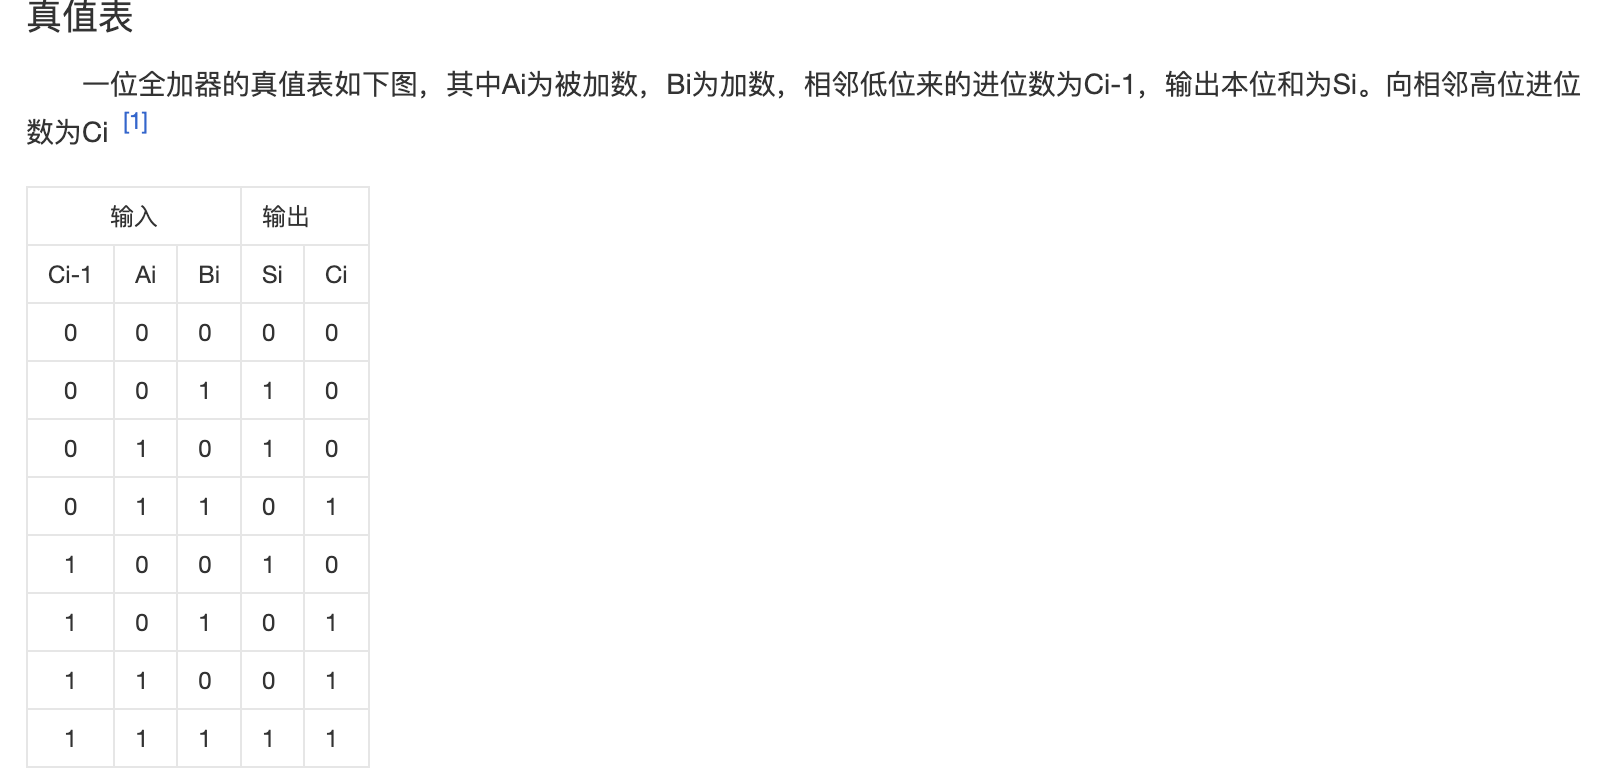 真值表
一位全加器的真值表如下图，其中Ai为被加数，Bi为加数，相邻低位来的进位数为Ci-1，输出本位和为Si。向相邻高位进位
数为Ci [1]
输入 输出
Ci-1 Ai Bi Si Ci
0 0 0 0 0
0 0 1 1 0
0 1 0 1 0
0 1 1 0 1
1 0 0 1 0
1 0 1 0 1
1 1 0 0 1
1 1 1 1 1